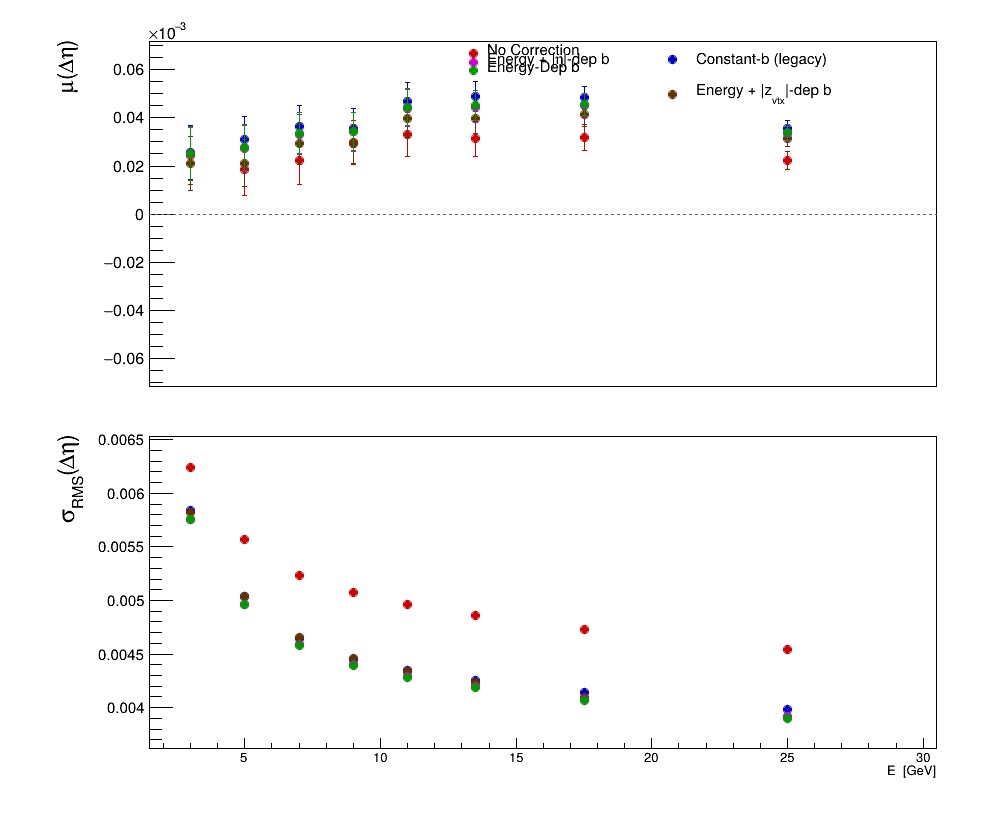 ×10⁻³
μ(Δη)
0.06
0.04
0.02
0
−0.02
−0.04
−0.06
No Correction
Energy + |η|-dep b
Energy-Dep b
Constant-b (legacy)
Energy + |z_vtx|-dep b
σ_RMS(Δη)
0.0065
0.006
0.0055
0.005
0.0045
0.004
5 10 15 20 25 30
E [GeV]